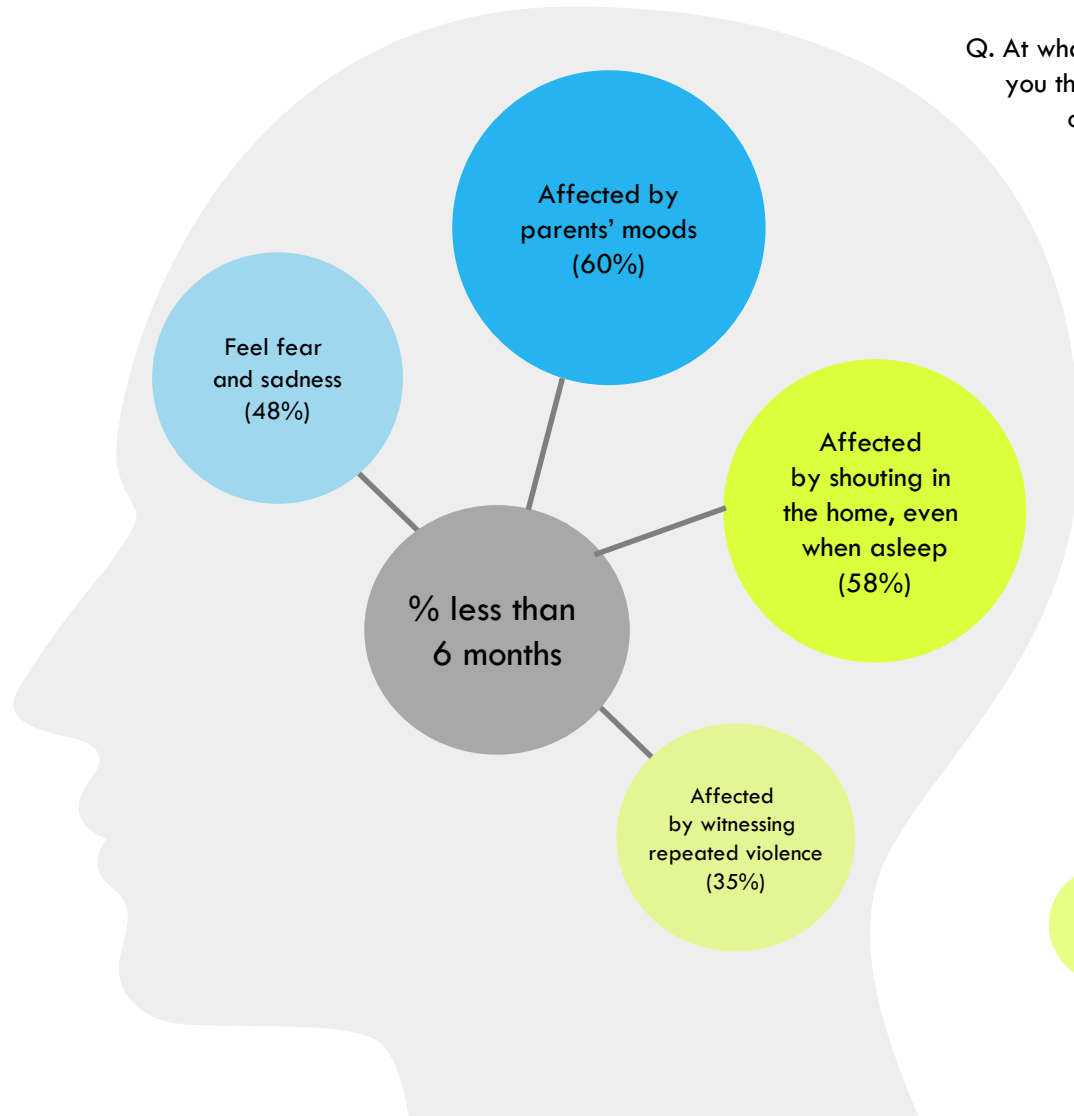 Q. At wha
you th
Affected by
parents’ moods
(60%)
Feel fear
and sadness
(48%)
Affected
by shouting in
the home, even
when asleep
(58%)
% less than
6 months
Affected
by witnessing
repeated violence
(35%)